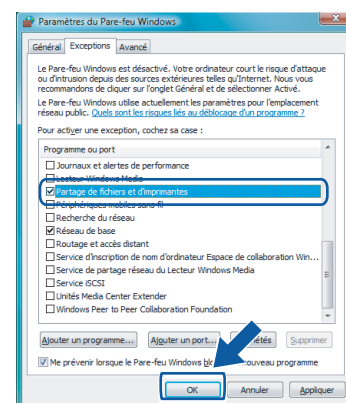 Paramètres du Pare-feu Windows
Général Exceptions Avancé
Le Pare-feu Windows est désactivé. Votre ordinateur court le risque d'attaque
ou d'intrusion depuis des sources extérieures telles qu'Internet. Nous vous
recommandons de cliquer sur l'onglet Général et de sélectionner Activé.
Le Pare-feu Windows utilise actuellement les paramètres pour l'emplacement
réseau public. Quels sont les risques liés au déblocage d'un programme ?
Pour activer une exception, cochez sa case :
Programme ou port
Journaux et alertes de performance
Lecteur Windows Media
Partage de fichiers et d'imprimantes
Périphériques mobiles sans fil
Recherche du réseau
Réseau de base
Routage et accès distant
Service d'inscription de nom d'ordinateur Espace de collaboration Win...
Service de partage réseau du Lecteur Windows Media
Service iSCSI
Unités Media Center Extender
Windows Peer to Peer Collaboration Foundation
Ajouter un programme... Ajouter un port... Supprimer
Me prévenir lorsque le Pare-feu Windows programme
OK Annuler Appliquer